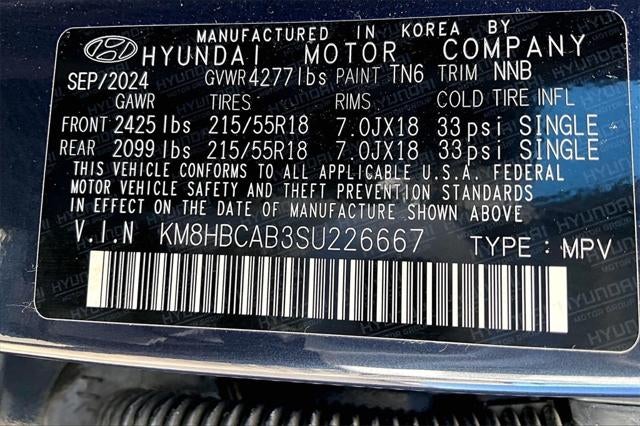 MANUFACTURED IN KOREA BY
HYUNDAI MOTOR COMPANY
SEP/2024 GVWR 4277lbs PAINT TN6 TRIM NNB
GAWR TIRES RIMS COLD TIRE INFL
FRONT 2425lbs 215/55R18 7.0JX18 33psi SINGLE
REAR 2099lbs 215/55R18 7.0JX18 33psi SINGLE
THIS VEHICLE CONFORMS TO ALL APPLICABLE U.S.A. FEDERAL
MOTOR VEHICLE SAFETY AND THEFT PREVENTION STANDARDS
IN EFFECT ON THE DATE OF MANUFACTURE SHOWN ABOVE
V.I.N KM8HBCAB3SU226667 TYPE : MPV